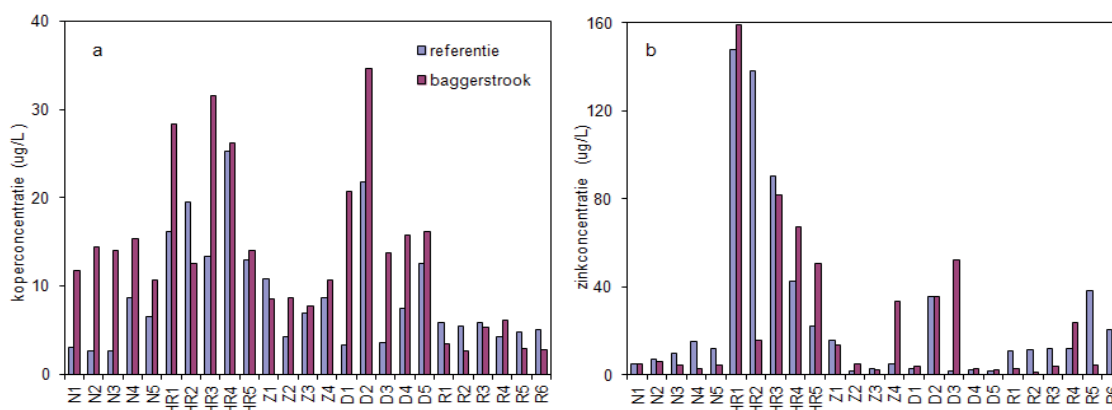 a
referentie
baggerstrook
koperconcentratie (ug/L )
40
30
20
10
0
N1 N2 N3 N4 N5 HR1 HR2 HR3 HR4 HR5 Z1 Z2 Z3 Z4 D1 D2 D3 D4 D5 R1 R2 R3 R4 R5 R6
b
zinkconcentratie (ug/L)
160
120
80
40
0
N1 N2 N3 N4 N5 HR1 HR2 HR3 HR4 HR5 Z1 Z2 Z3 Z4 D1 D2 D3 D4 D5 R1 R2 R3 R4 R5 R6